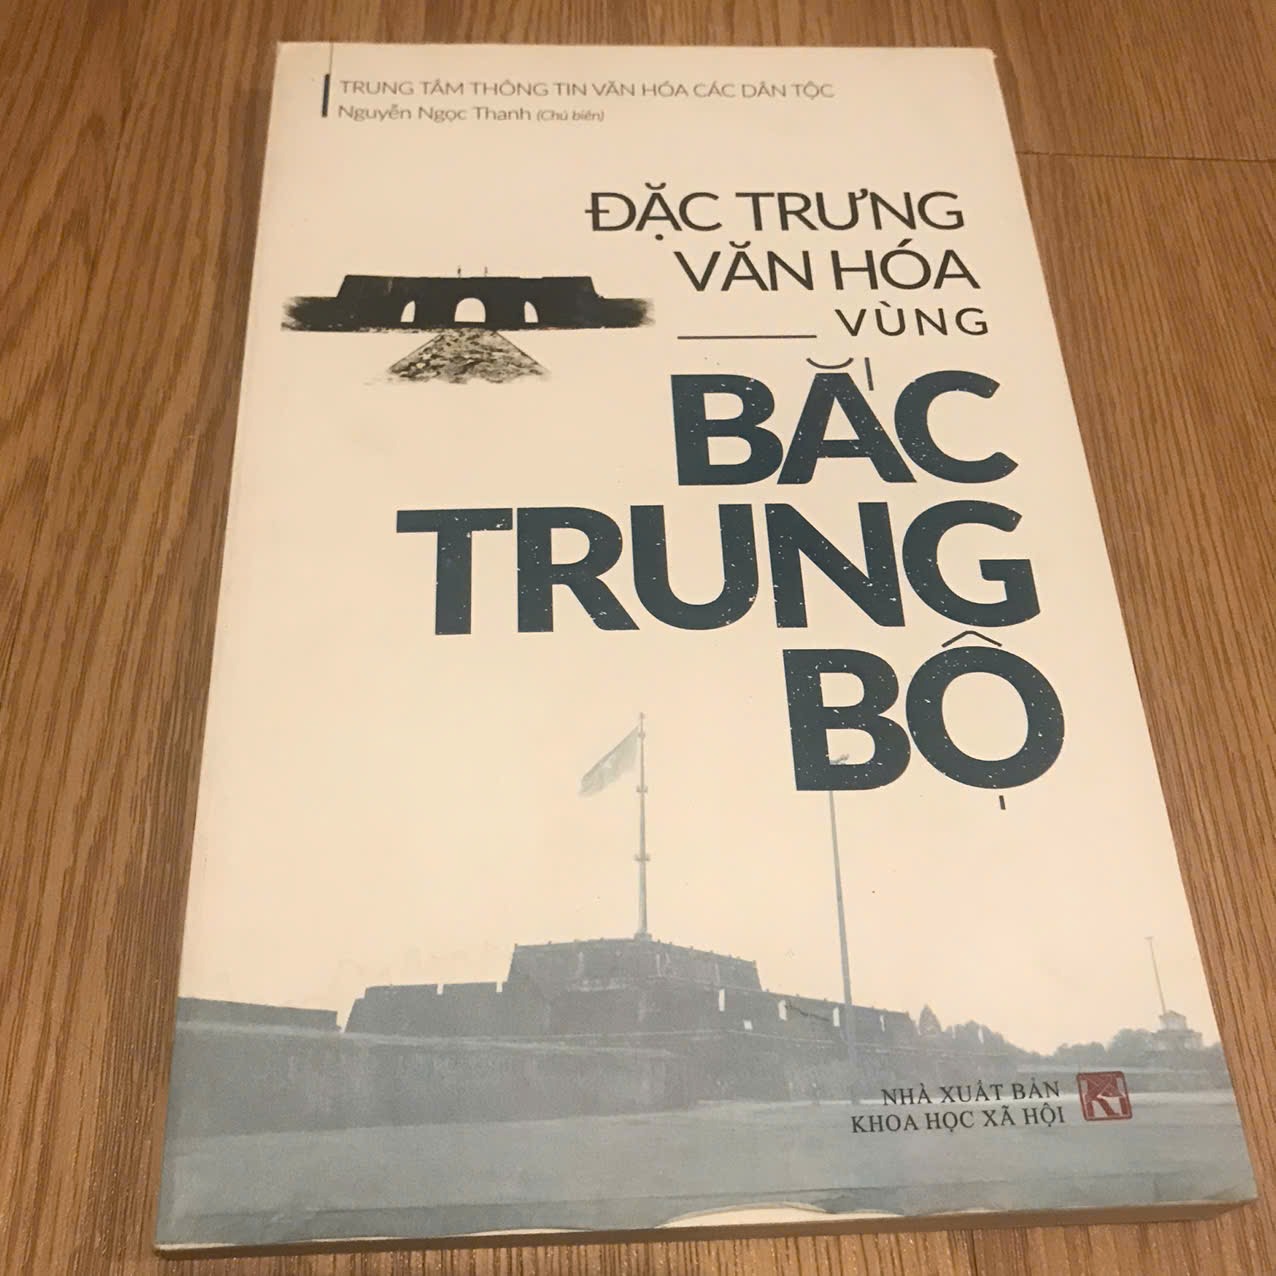 TRUNG TÂM THÔNG TIN VĂN HÓA CÁC DÂN TỘC
Nguyễn Ngọc Thanh (Chủ biên)
ĐẶC TRƯNG
VĂN HÓA
VÙNG
BẮC
TRUNG
BỘ
NHÀ XUẤT BẢN
KHOA HỌC XÃ HỘI